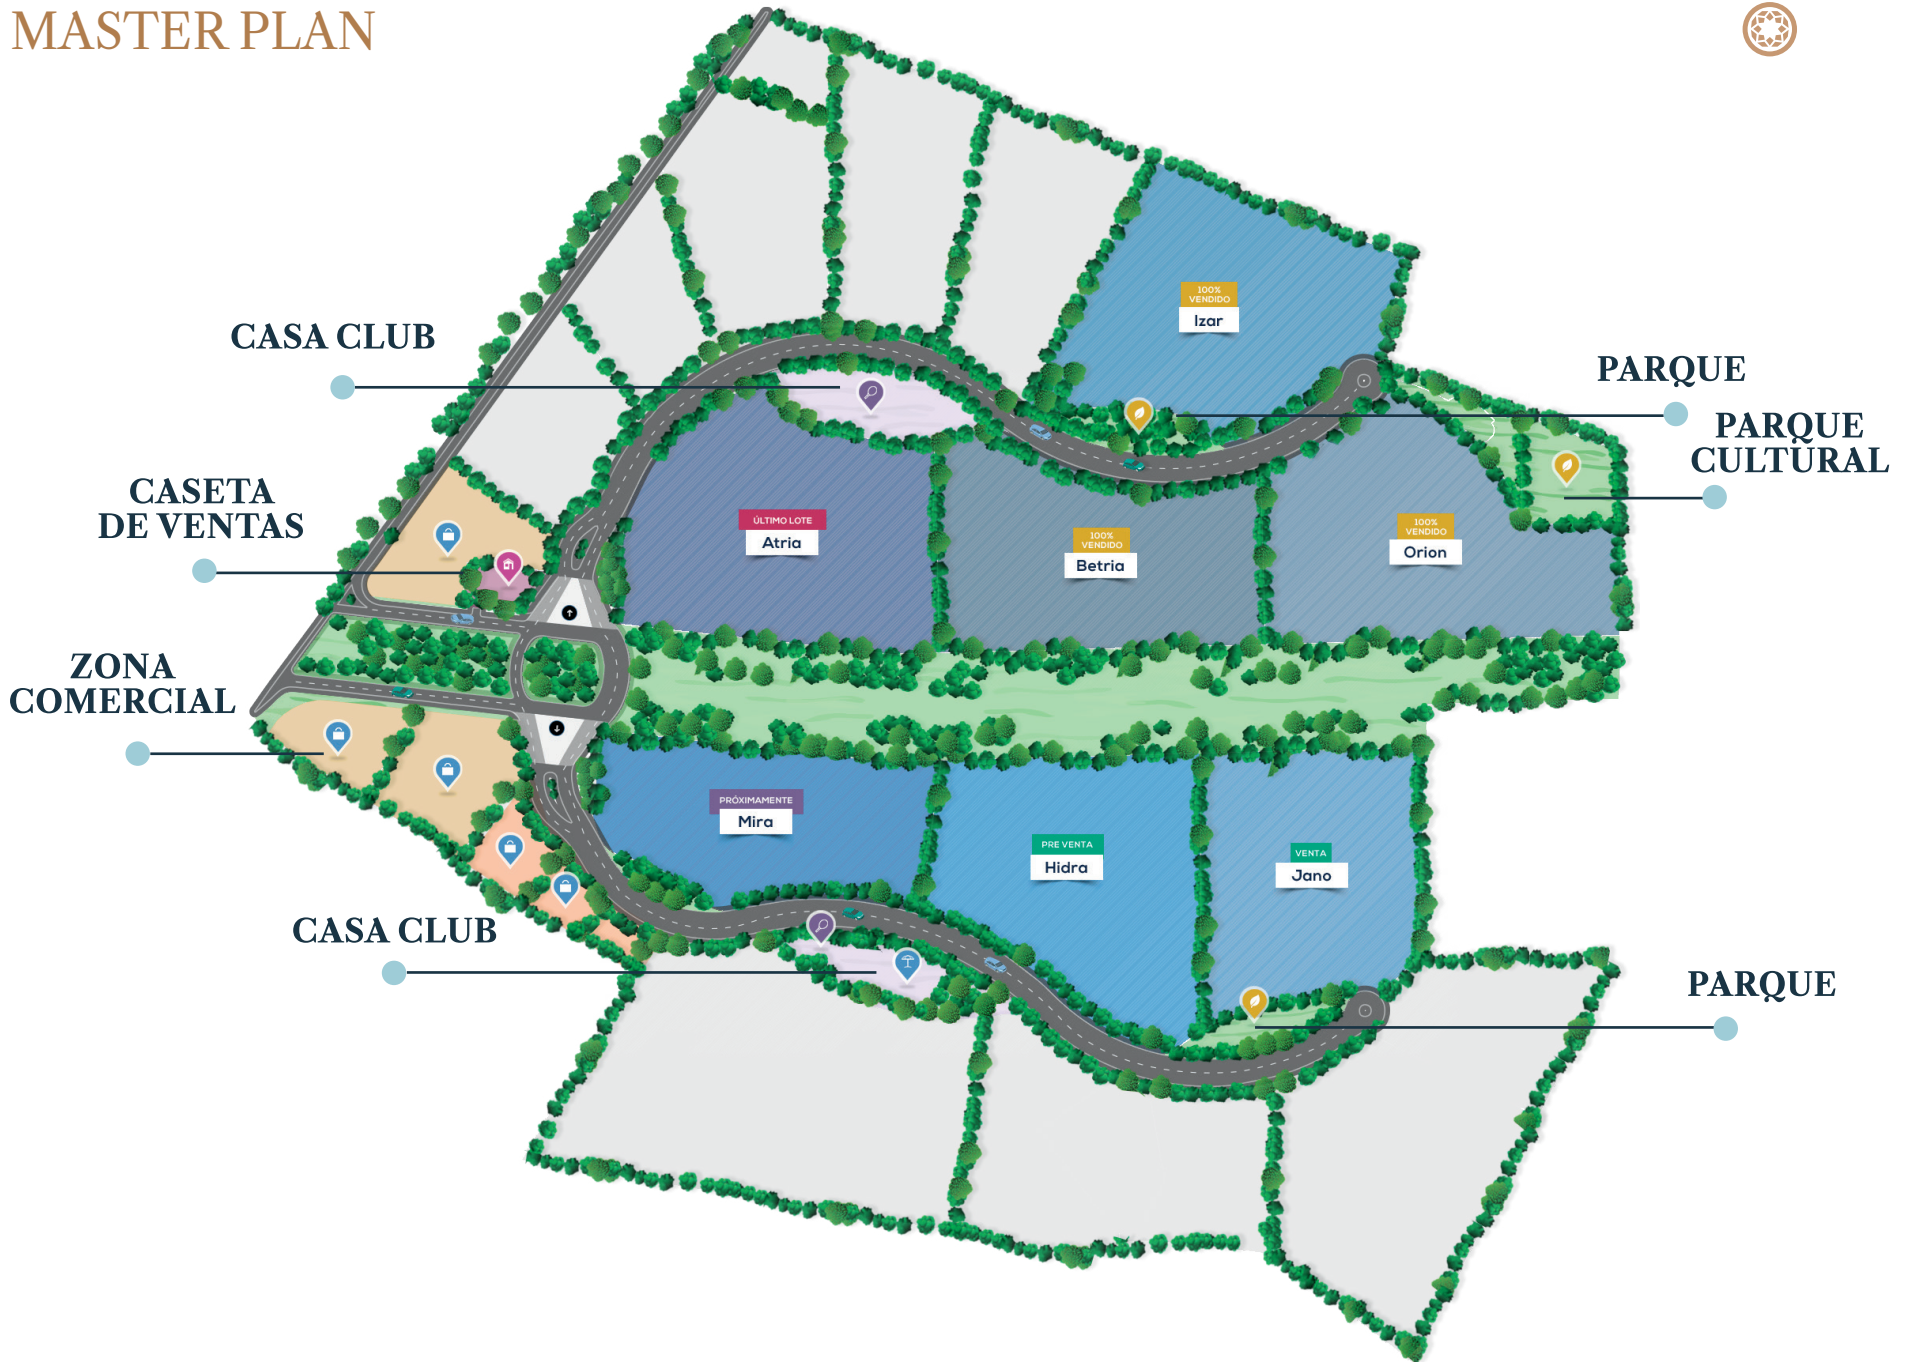 MASTER PLAN
100%
VENDIDO
Izar
CASA CLUB
PARQUE
PARQUE
CULTURAL
CASETA
DE VENTAS
ÚLTIMO LOTE
Atria
100%
VENDIDO
Betria
100%
VENDIDO
Orion
ZONA
COMERCIAL
PRÓXIMAMENTE
Mira
PRE VENTA
Hidra
VENTA
Jano
CASA CLUB
PARQUE